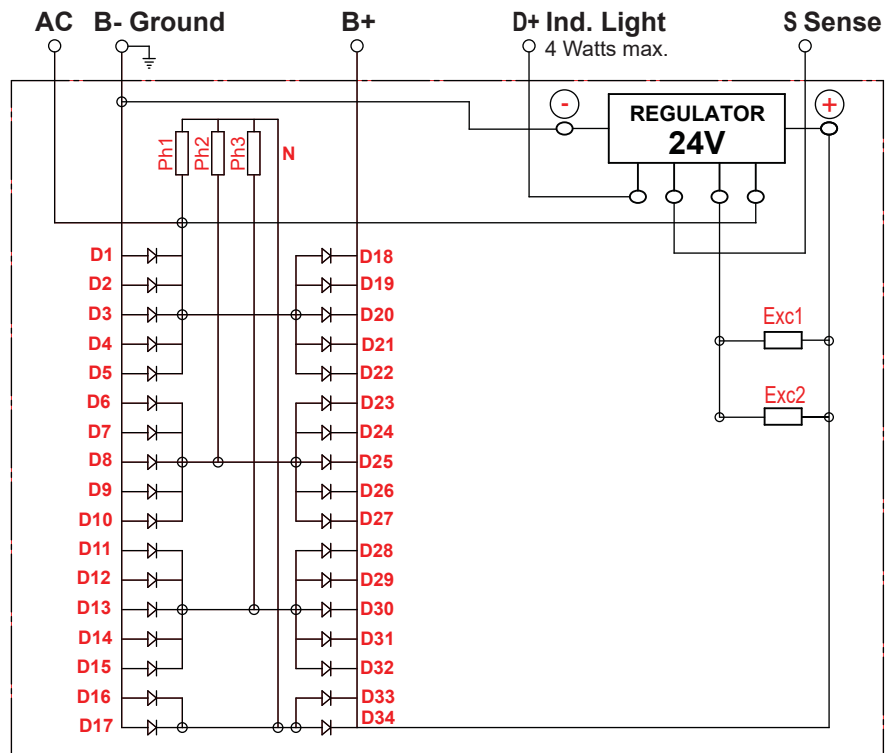 AC B- Ground B+ D+ Ind. Light S Sense
4 Watts max.
- REGULATOR +
24V
Ph1 Ph2 Ph3 N
D1 D18
D2 D19
D3 D20
D4 D21
D5 D22
D6 D23
D7 D24
D8 D25
D9 D26
D10 D27
D11 D28
D12 D29
D13 D30
D14 D31
D15 D32
D16 D33
D17 D34
Exc1
Exc2